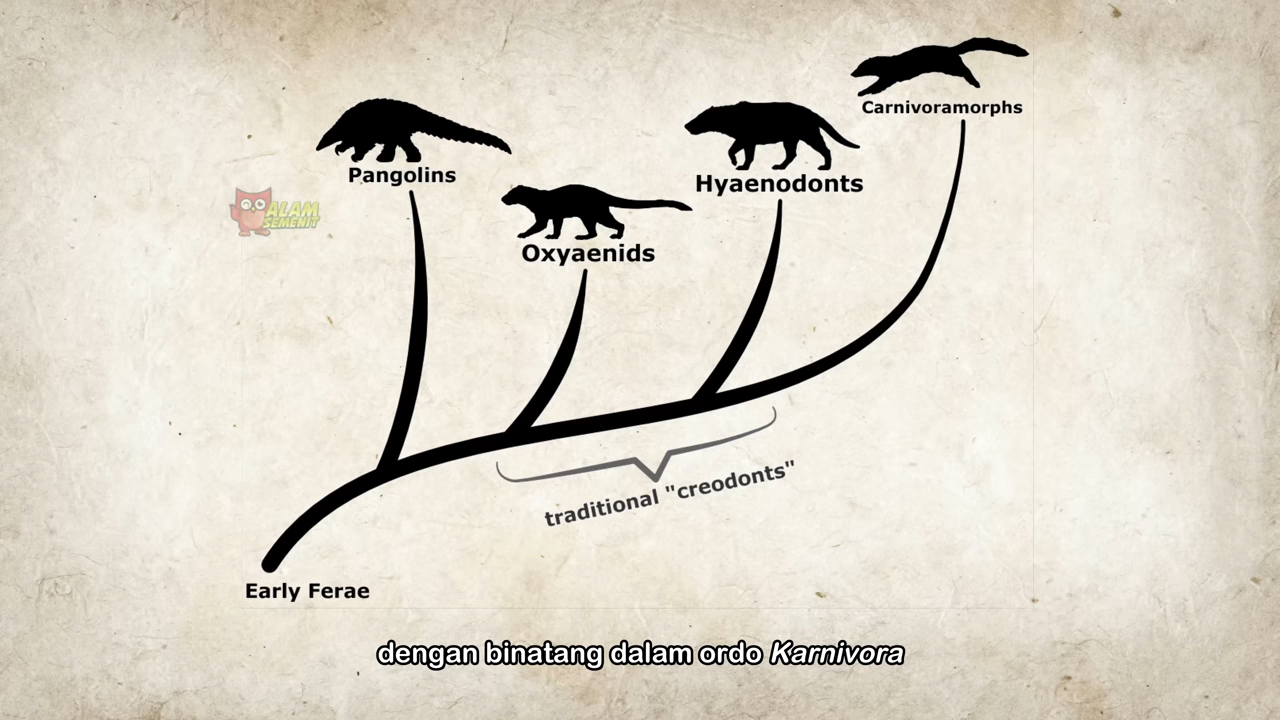 Carnivoramorphs
Pangolins
Hyaenodonts
ALAM
SEMENIT
Oxyaenids
traditional "creodonts"
Early Ferae
dengan binatang dalam ordo Karnivora